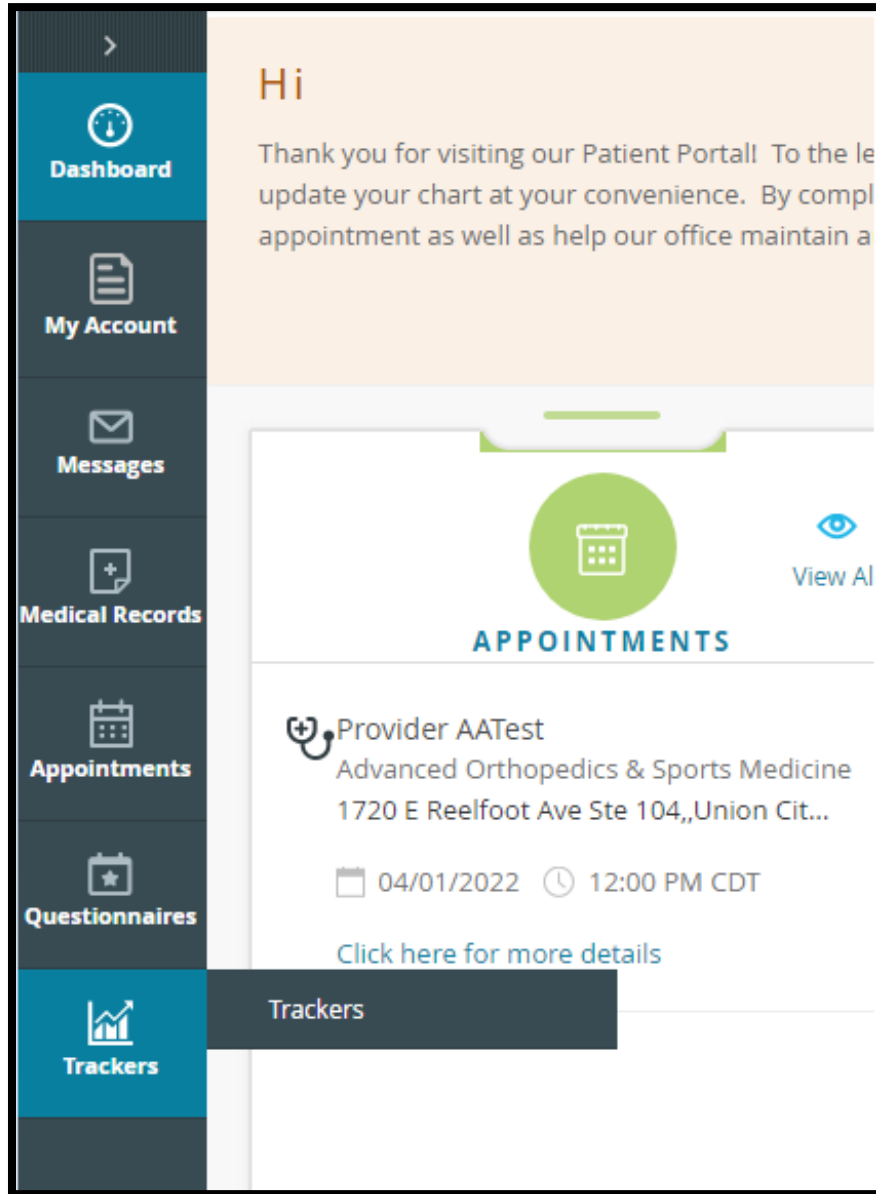 Dashboard
My Account
Messages
Medical Records
Appointments
Questionnaires
Trackers
Trackers
Hi
Thank you for visiting our Patient Portal! To the le
update your chart at your convenience. By compl
appointment as well as help our office maintain a
View Al
APPOINTMENTS
Provider AATest
Advanced Orthopedics & Sports Medicine
1720 E Reelfoot Ave Ste 104,,Union Cit...
04/01/2022 12:00 PM CDT
Click here for more details